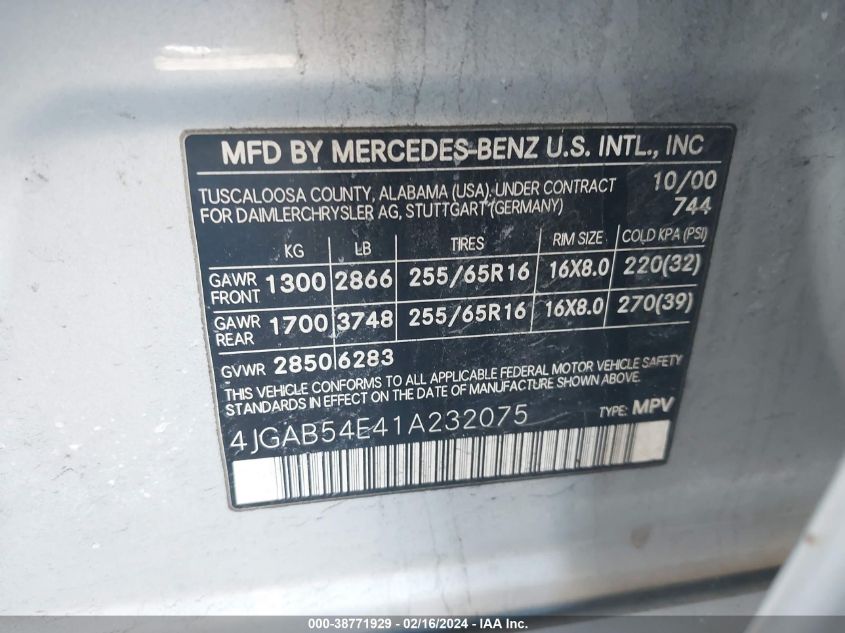 MFD BY MERCEDES-BENZ U.S. INTL., INC
TUSCALOOSA COUNTY, ALABAMA (USA), UNDER CONTRACT 10/00
FOR DAIMLERCHRYSLER AG, STUTTGART (GERMANY) 744
KG LB TIRES RIM SIZE COLD KPA (PSI)
GAWR FRONT 1300 2866 255/65R16 16X8.0 220(32)
GAWR REAR 1700 3748 255/65R16 16X8.0 270(39)
GVWR 2850 6283
THIS VEHICLE CONFORMS TO ALL APPLICABLE FEDERAL MOTOR VEHICLE SAFETY
STANDARDS IN EFFECT ON THE DATE OF MANUFACTURE SHOWN ABOVE.
4JGAB54E41A232075 TYPE: MPV
000-38771929 - 02/16/2024 - IAA Inc.